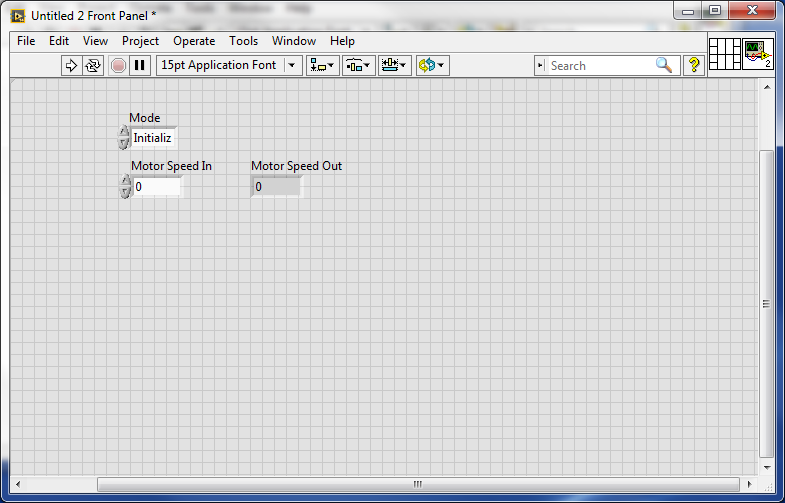 Untitled 2 Front Panel *
File Edit View Project Operate Tools Window Help
15pt Application Font
Search
?
2
Mode
Initializ
Motor Speed In Motor Speed Out
0 0